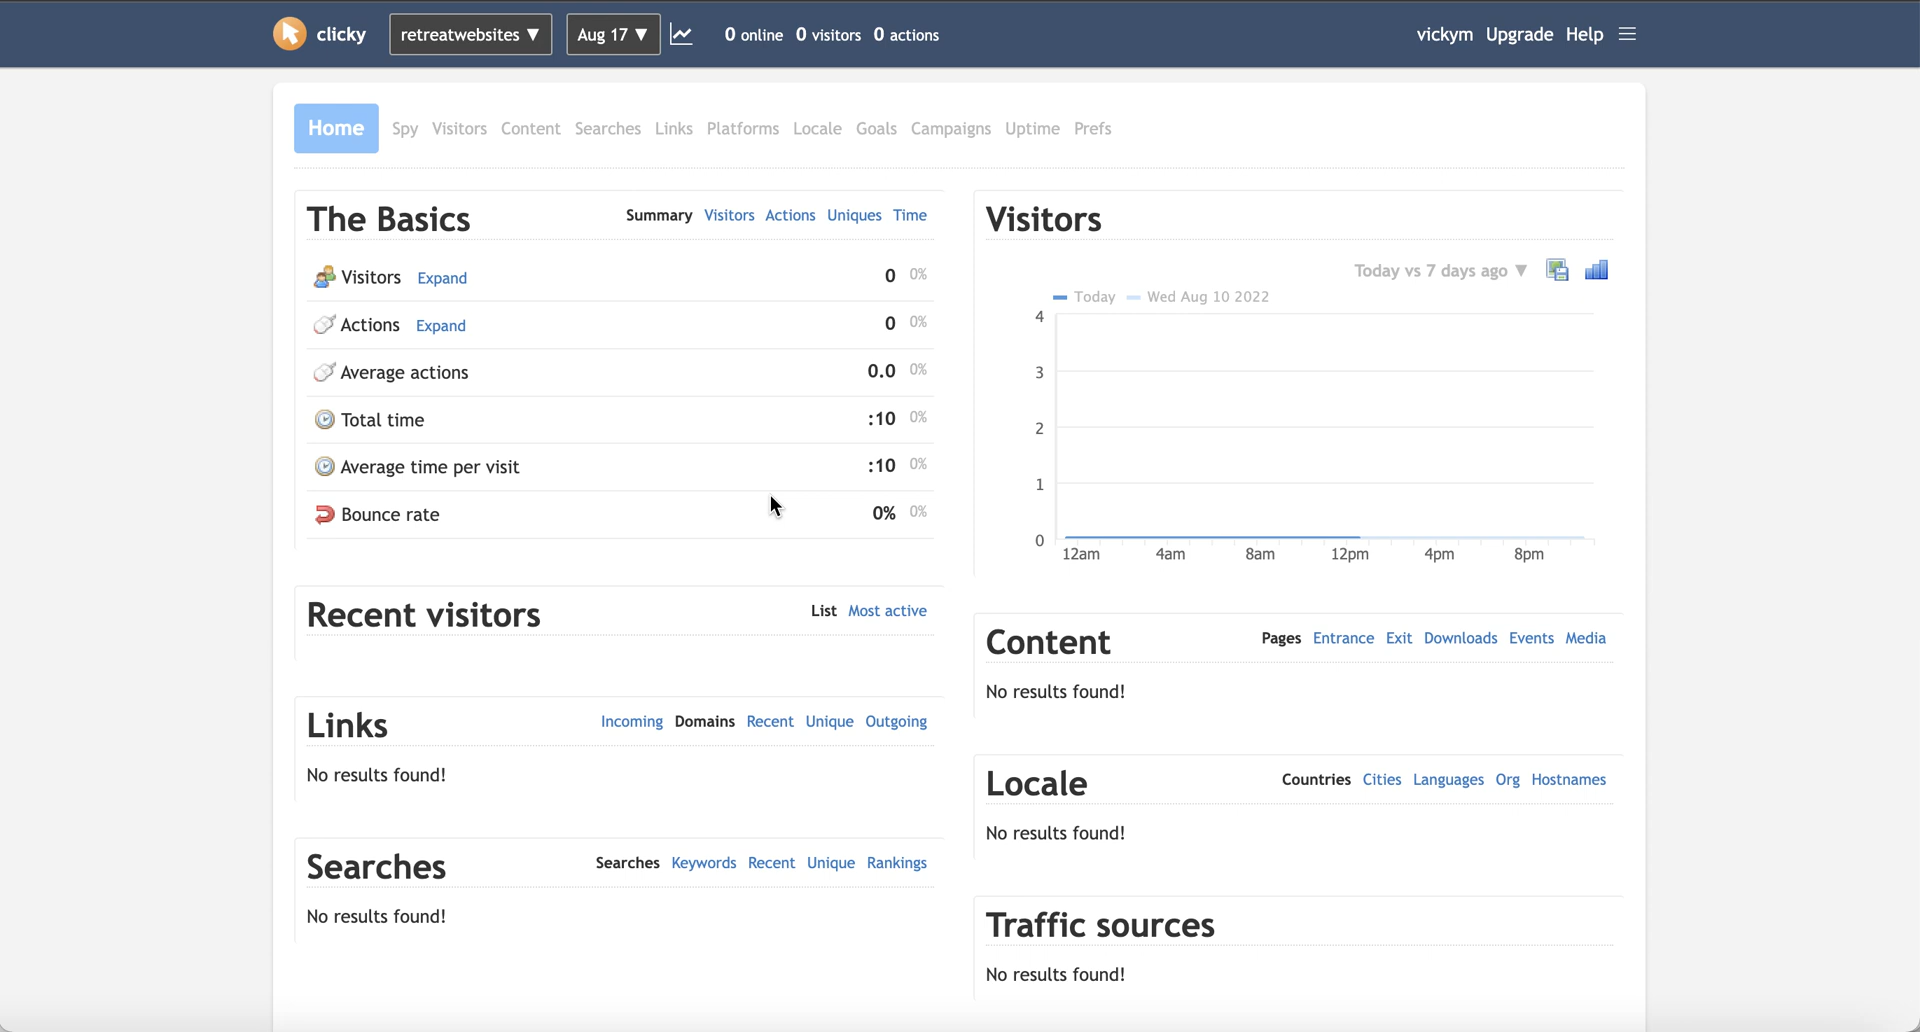 clicky retreatwebsites ▼ Aug 17 ▼ 0 online 0 visitors 0 actions vickym Upgrade Help
Home Spy Visitors Content Searches Links Platforms Locale Goals Campaigns Uptime Prefs
The Basics Summary Visitors Actions Uniques Time
Visitors Expand 0 0%
Actions Expand 0 0%
Average actions 0.0 0%
Total time :10 0%
Average time per visit :10 0%
Bounce rate 0% 0%
Recent visitors List Most active
Links Incoming Domains Recent Unique Outgoing
No results found!
Searches Searches Keywords Recent Unique Rankings
No results found!
Visitors
Today vs 7 days ago ▼
Today Wed Aug 10 2022
4
3
2
1
0
12am 4am 8am 12pm 4pm 8pm
Content Pages Entrance Exit Downloads Events Media
No results found!
Locale Countries Cities Languages Org Hostnames
No results found!
Traffic sources
No results found!